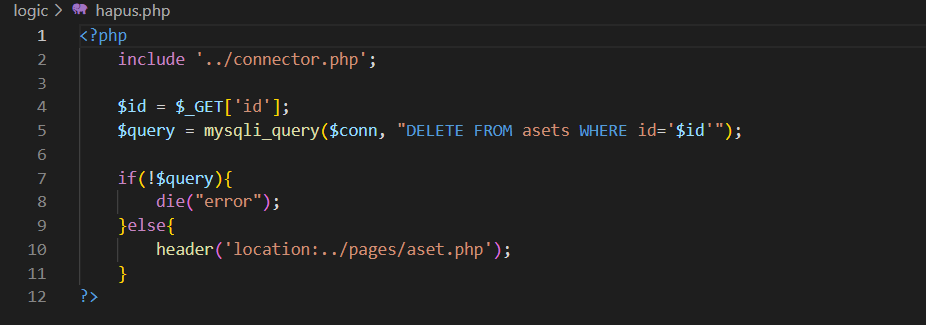 logic > hapus.php
1 <?php
2 include '../connector.php';
3
4 $id = $_GET['id'];
5 $query = mysqli_query($conn, "DELETE FROM asets WHERE id='$id'");
6
7 if(!$query){
8 die("error");
9 }else{
10 header('location:../pages/aset.php');
11 }
12 ?>